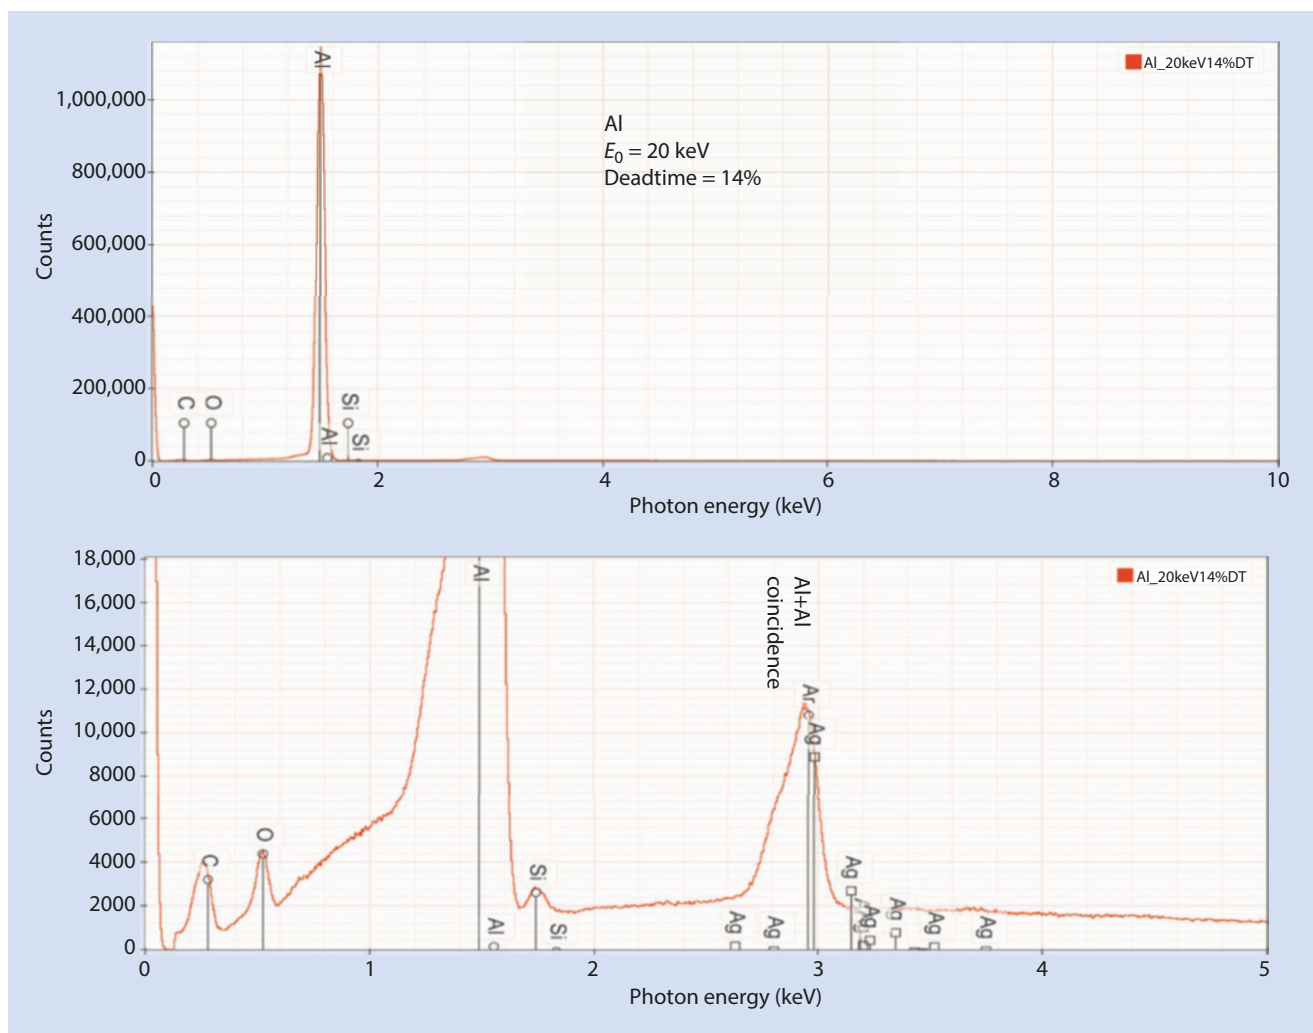 Al_20keV14%DT
Al
1,000,000
800,000
600,000
400,000
200,000
0
Counts
Al
E0 = 20 keV
Deadtime = 14%
C
O
Al
Si
Si
0
2
4
6
8
10
Photon energy (keV)
18,000
16,000
14,000
12,000
10,000
8000
6000
4000
2000
0
Counts
Al_20keV14%DT
Al
Al+Al
coincidence
Ar
Ag
C
O
Si
Al
Si
Ag
Ag
Ag
Ag
Ag
Ag
Ag
0
1
2
3
4
5
Photon energy (keV)